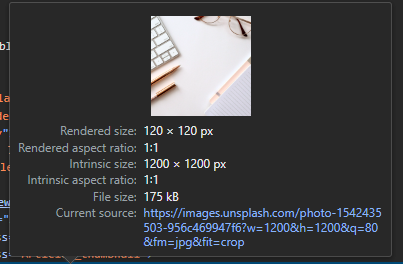 Rendered size: 120 × 120 px
Rendered aspect ratio: 1:1
Intrinsic size: 1200 × 1200 px
Intrinsic aspect ratio: 1:1
File size: 175 kB
Current source: https://images.unsplash.com/photo-1542435
503-956c469947f6?w=1200&h=1200&q=80
&fm=jpg&fit=crop